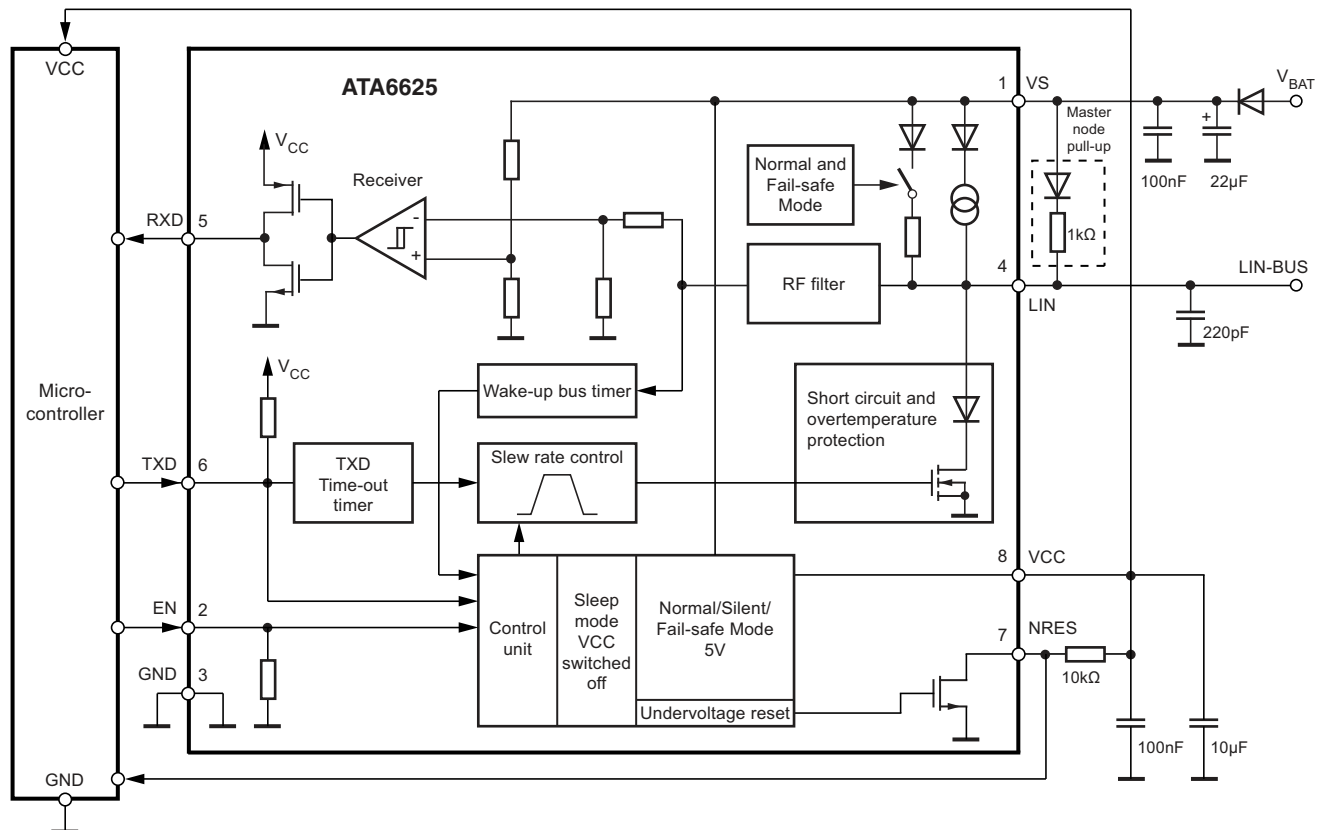 VCC
ATA6625
1
VS
V_BAT
Master
node
pull-up
100nF
+
22µF
V_CC
Receiver
Normal and
Fail-safe
Mode
RXD
5
-
+
1kΩ
4
LIN
LIN-BUS
RF filter
220pF
V_CC
Micro-
controller
Wake-up bus timer
Short circuit and
overtemperature
protection
TXD
6
TXD
Time-out
timer
Slew rate control
8
VCC
EN
2
Control
unit
Sleep
mode
VCC
switched
off
Normal/Silent/
Fail-safe Mode
5V
7
NRES
10kΩ
GND
3
Undervoltage reset
100nF
10µF
GND